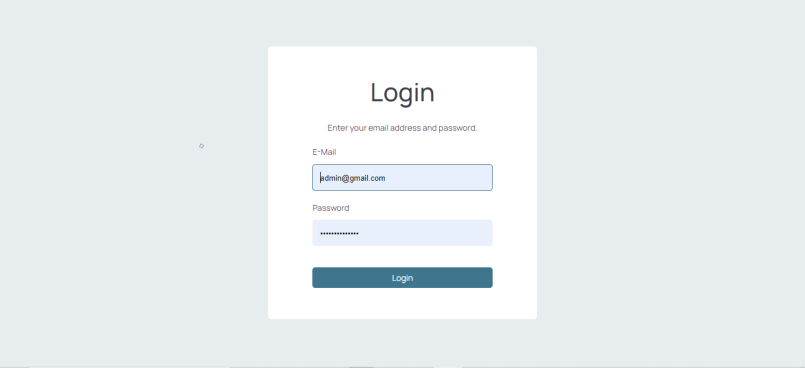 Login
Enter your email address and password.
E-Mail
admin@gmail.com
Password
••••••••••••••
Login